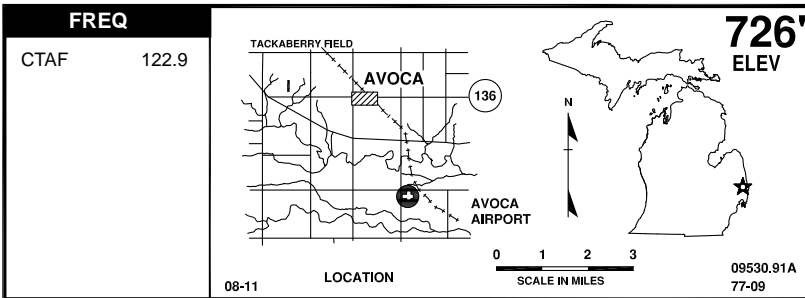 FREQ
CTAF 122.9
TACKABERRY FIELD
AVOCA
136
AVOCA
AIRPORT
LOCATION
08-11
N
726'
ELEV
0 1 2 3
SCALE IN MILES
09530.91A
77-09